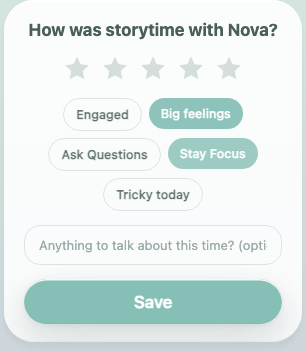 How was storytime with Nova?
Engaged
Big feelings
Ask Questions
Stay Focus
Tricky today
Anything to talk about this time? (opti
Save